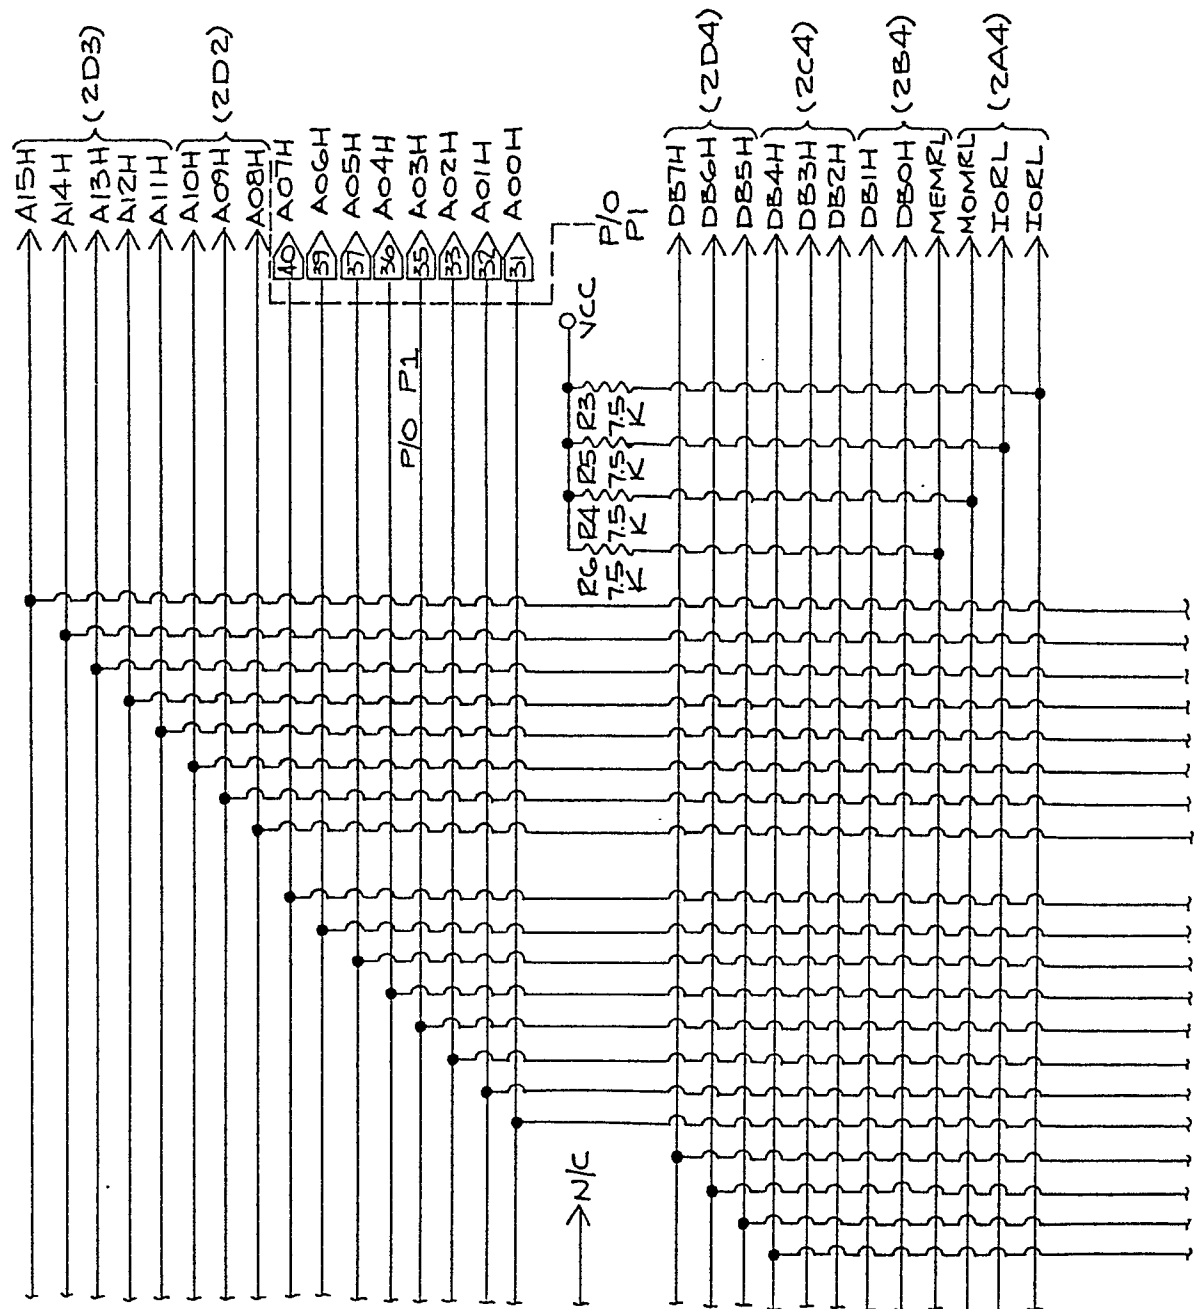 A15H
A14H
A13H
A12H
A11H
(2D3)
A10H
A09H
A08H
(2D2)
A07H
A06H
A05H
A04H
A03H
A02H
A01H
A00H
40
39
37
36
35
33
32
31
P/O P1
P/O
P1
VCC
R3
7.5
K
R5
7.5
K
R4
7.5
K
R6
7.5
K
N/C
DB7H
DB6H
DB5H
(2D4)
DB4H
DB3H
DB2H
(2C4)
DB1H
DB0H
MEMRL
(2B4)
MOMRL
IORL
IORL
(2A4)